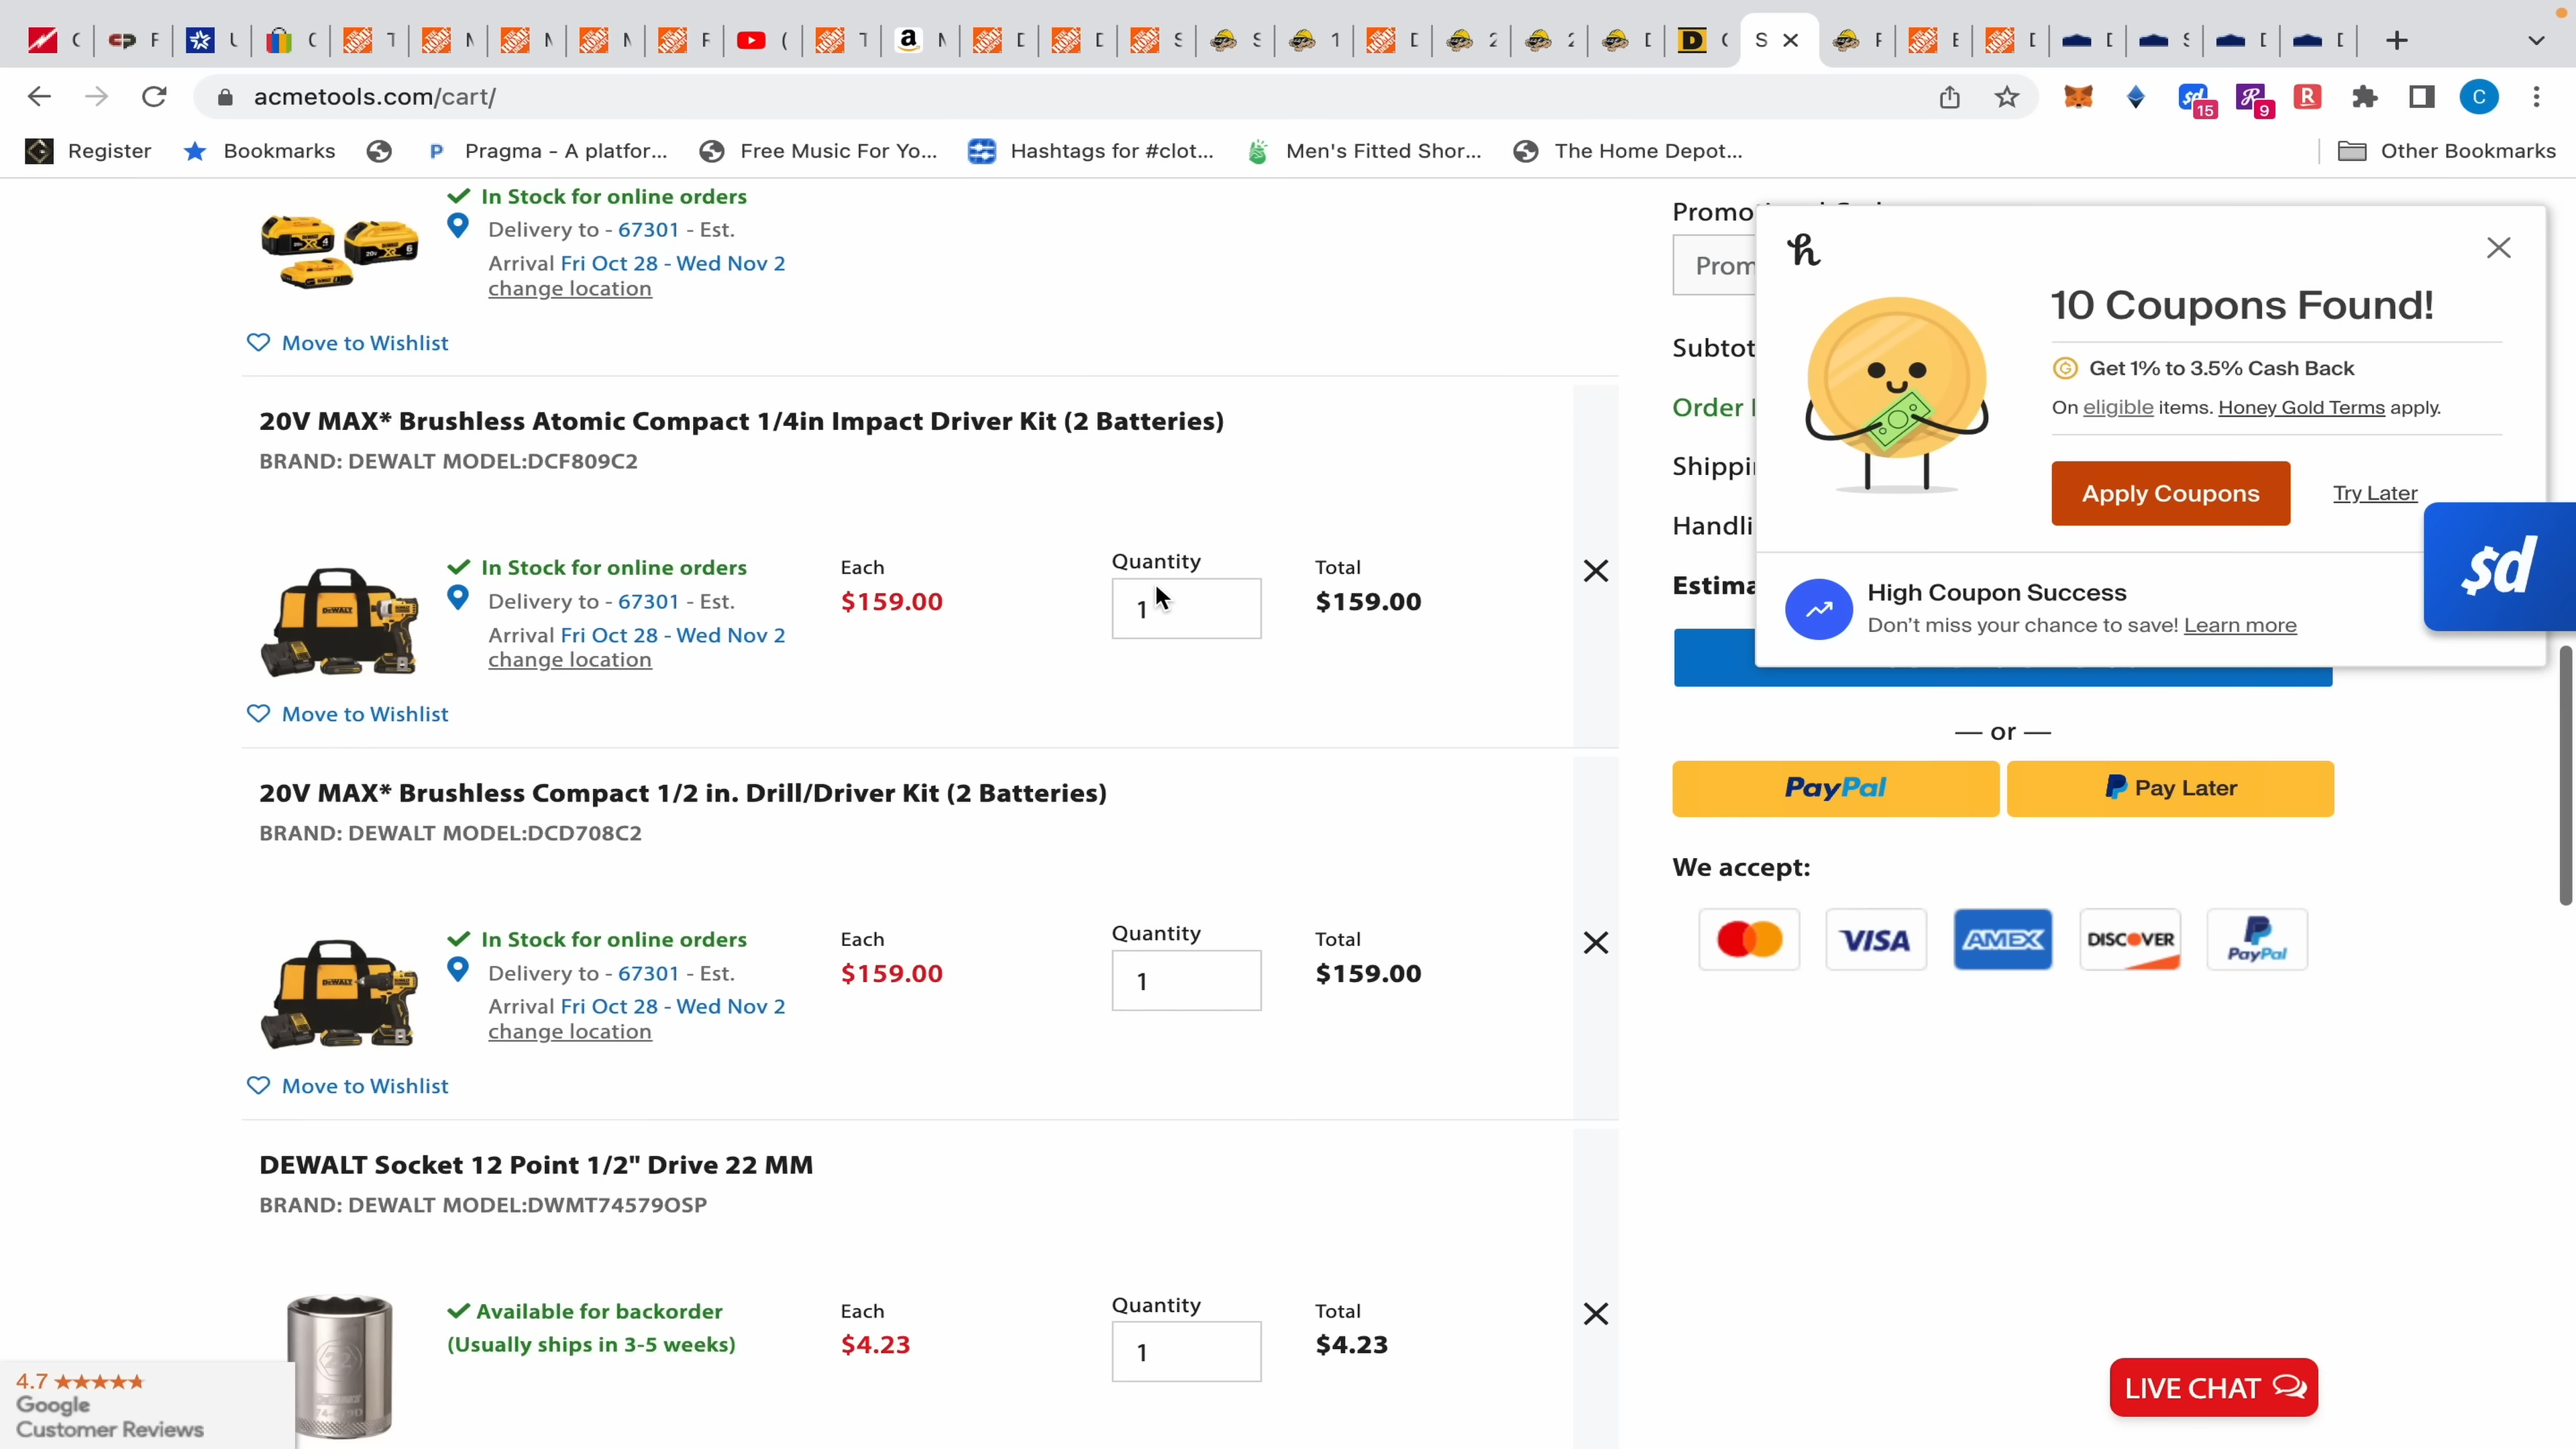 acmetools.com/cart/
C
15
9
Register
Bookmarks
Pragma - A platfor...
Free Music For Yo...
Hashtags for #clot...
Men's Fitted Shor...
The Home Depot...
Other Bookmarks
In Stock for online orders
Delivery to - 67301 - Est.
Arrival Fri Oct 28 - Wed Nov 2
change location
Move to Wishlist
20V MAX* Brushless Atomic Compact 1/4in Impact Driver Kit (2 Batteries)
BRAND: DEWALT MODEL:DCF809C2
In Stock for online orders
Delivery to - 67301 - Est.
Arrival Fri Oct 28 - Wed Nov 2
change location
Each
$159.00
Quantity
1
Total
$159.00
Move to Wishlist
20V MAX* Brushless Compact 1/2 in. Drill/Driver Kit (2 Batteries)
BRAND: DEWALT MODEL:DCD708C2
In Stock for online orders
Delivery to - 67301 - Est.
Arrival Fri Oct 28 - Wed Nov 2
change location
Each
$159.00
Quantity
1
Total
$159.00
Move to Wishlist
DEWALT Socket 12 Point 1/2" Drive 22 MM
BRAND: DEWALT MODEL:DWMT74579OSP
Available for backorder
(Usually ships in 3-5 weeks)
Each
$4.23
Quantity
1
Total
$4.23
4.7
Google
Customer Reviews
Promo
Prom
Subtot
Order
Shippi
Handli
Estima
10 Coupons Found!
Get 1% to 3.5% Cash Back
On eligible items. Honey Gold Terms apply.
Apply Coupons
Try Later
High Coupon Success
Don't miss your chance to save! Learn more
$d
— or —
PayPal
Pay Later
We accept:
VISA
AMEX
DISCOVER
PayPal
LIVE CHAT